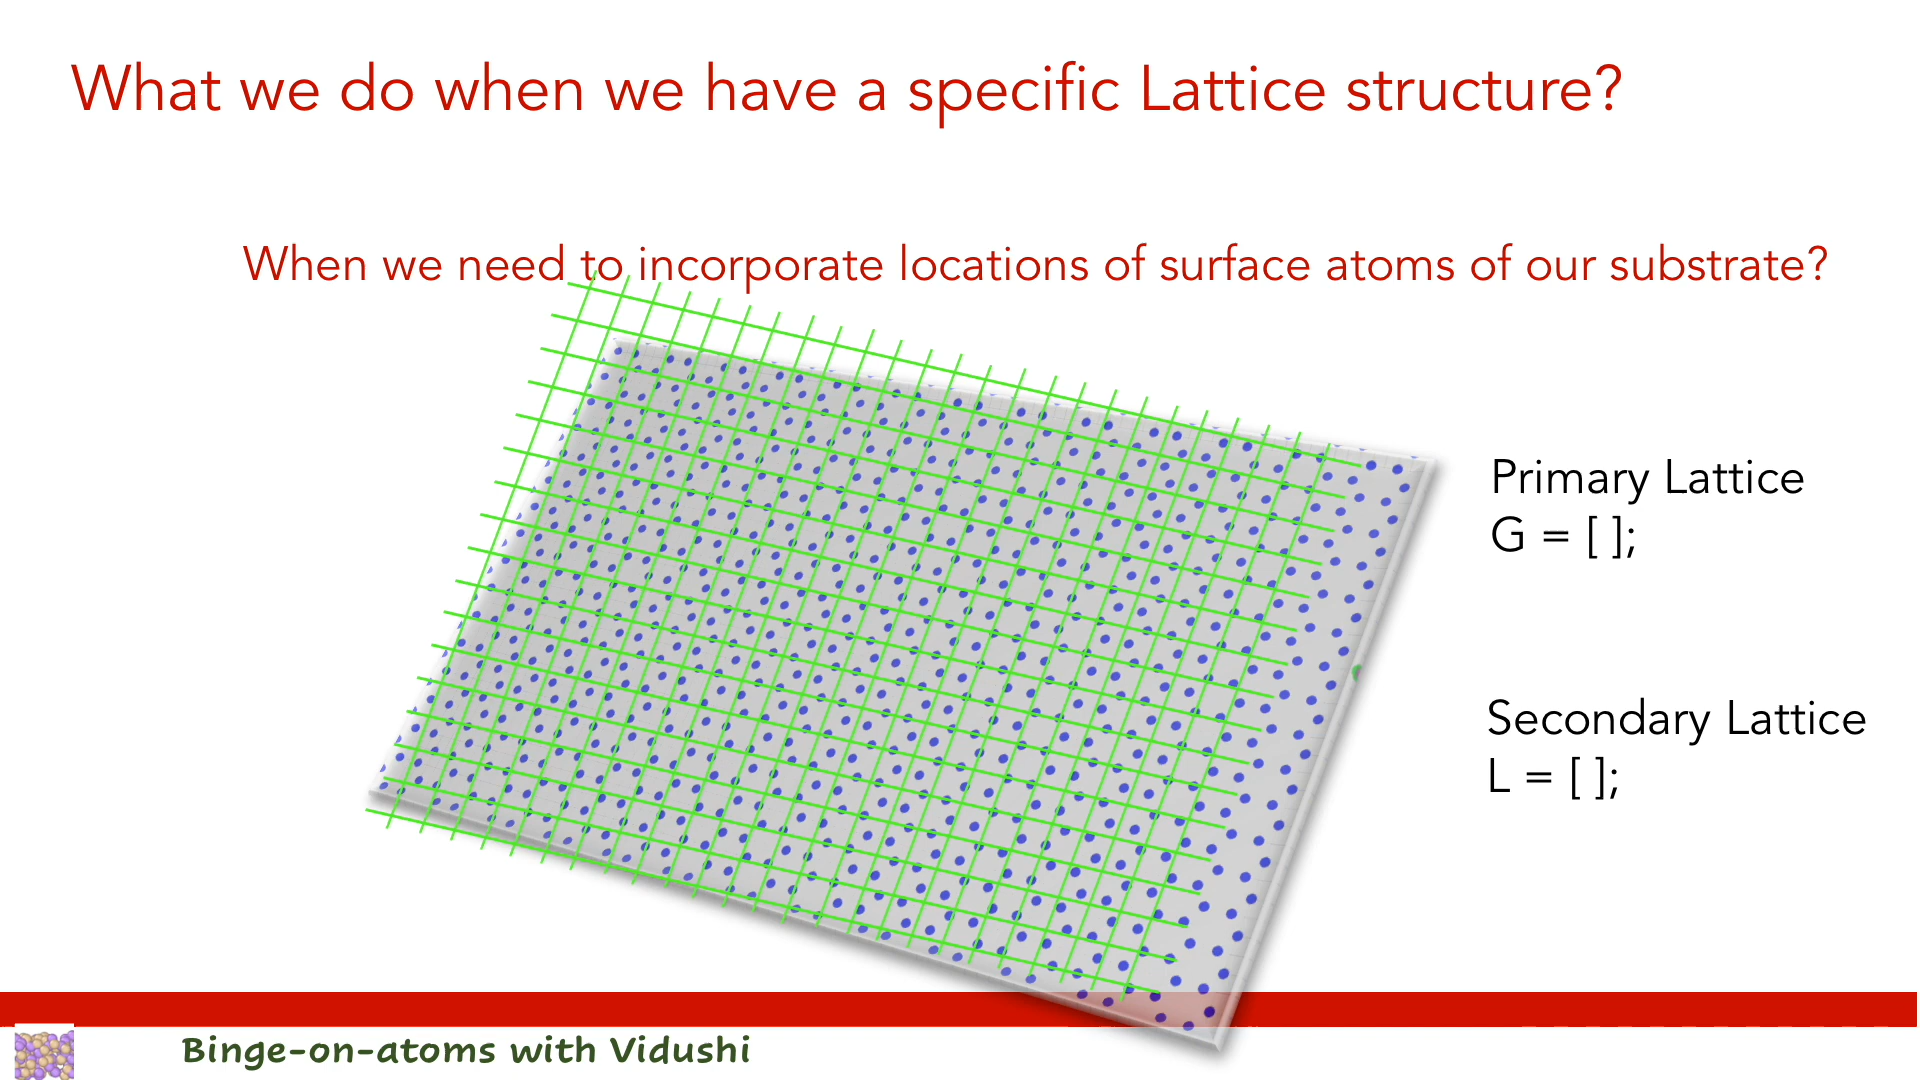 What we do when we have a specific Lattice structure?
When we need to incorporate locations of surface atoms of our substrate?
Primary Lattice
G = [ ];
Secondary Lattice
L = [ ];
Binge-on-atoms with Vidushi